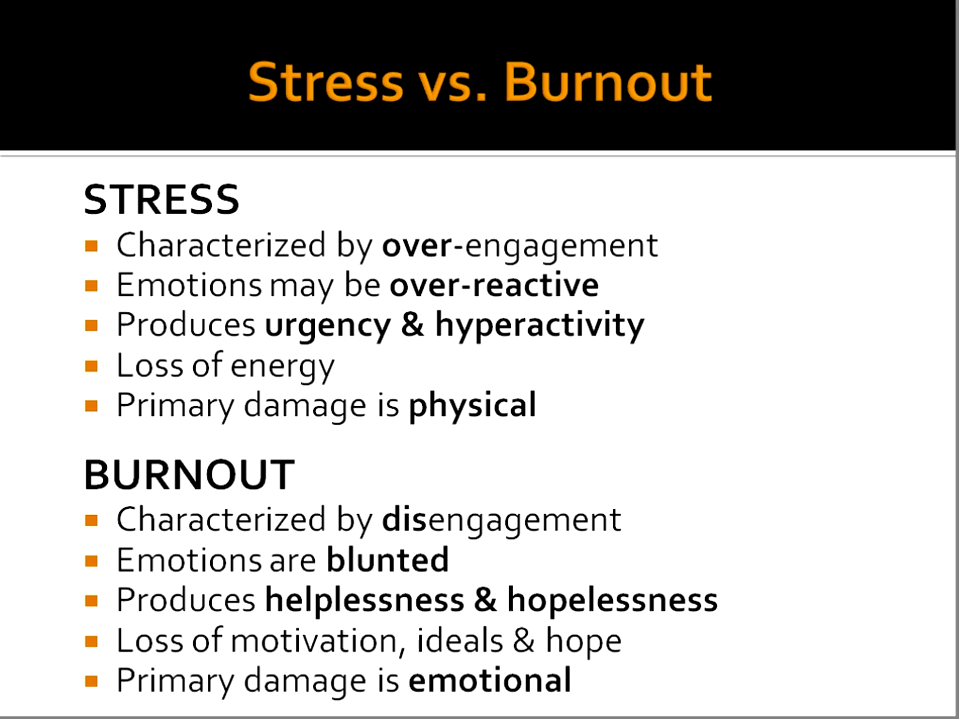 Stress vs. Burnout
STRESS
Characterized by over-engagement
Emotions may be over-reactive
Produces urgency & hyperactivity
Loss of energy
Primary damage is physical
BURNOUT
Characterized by disengagement
Emotions are blunted
Produces helplessness & hopelessness
Loss of motivation, ideals & hope
Primary damage is emotional